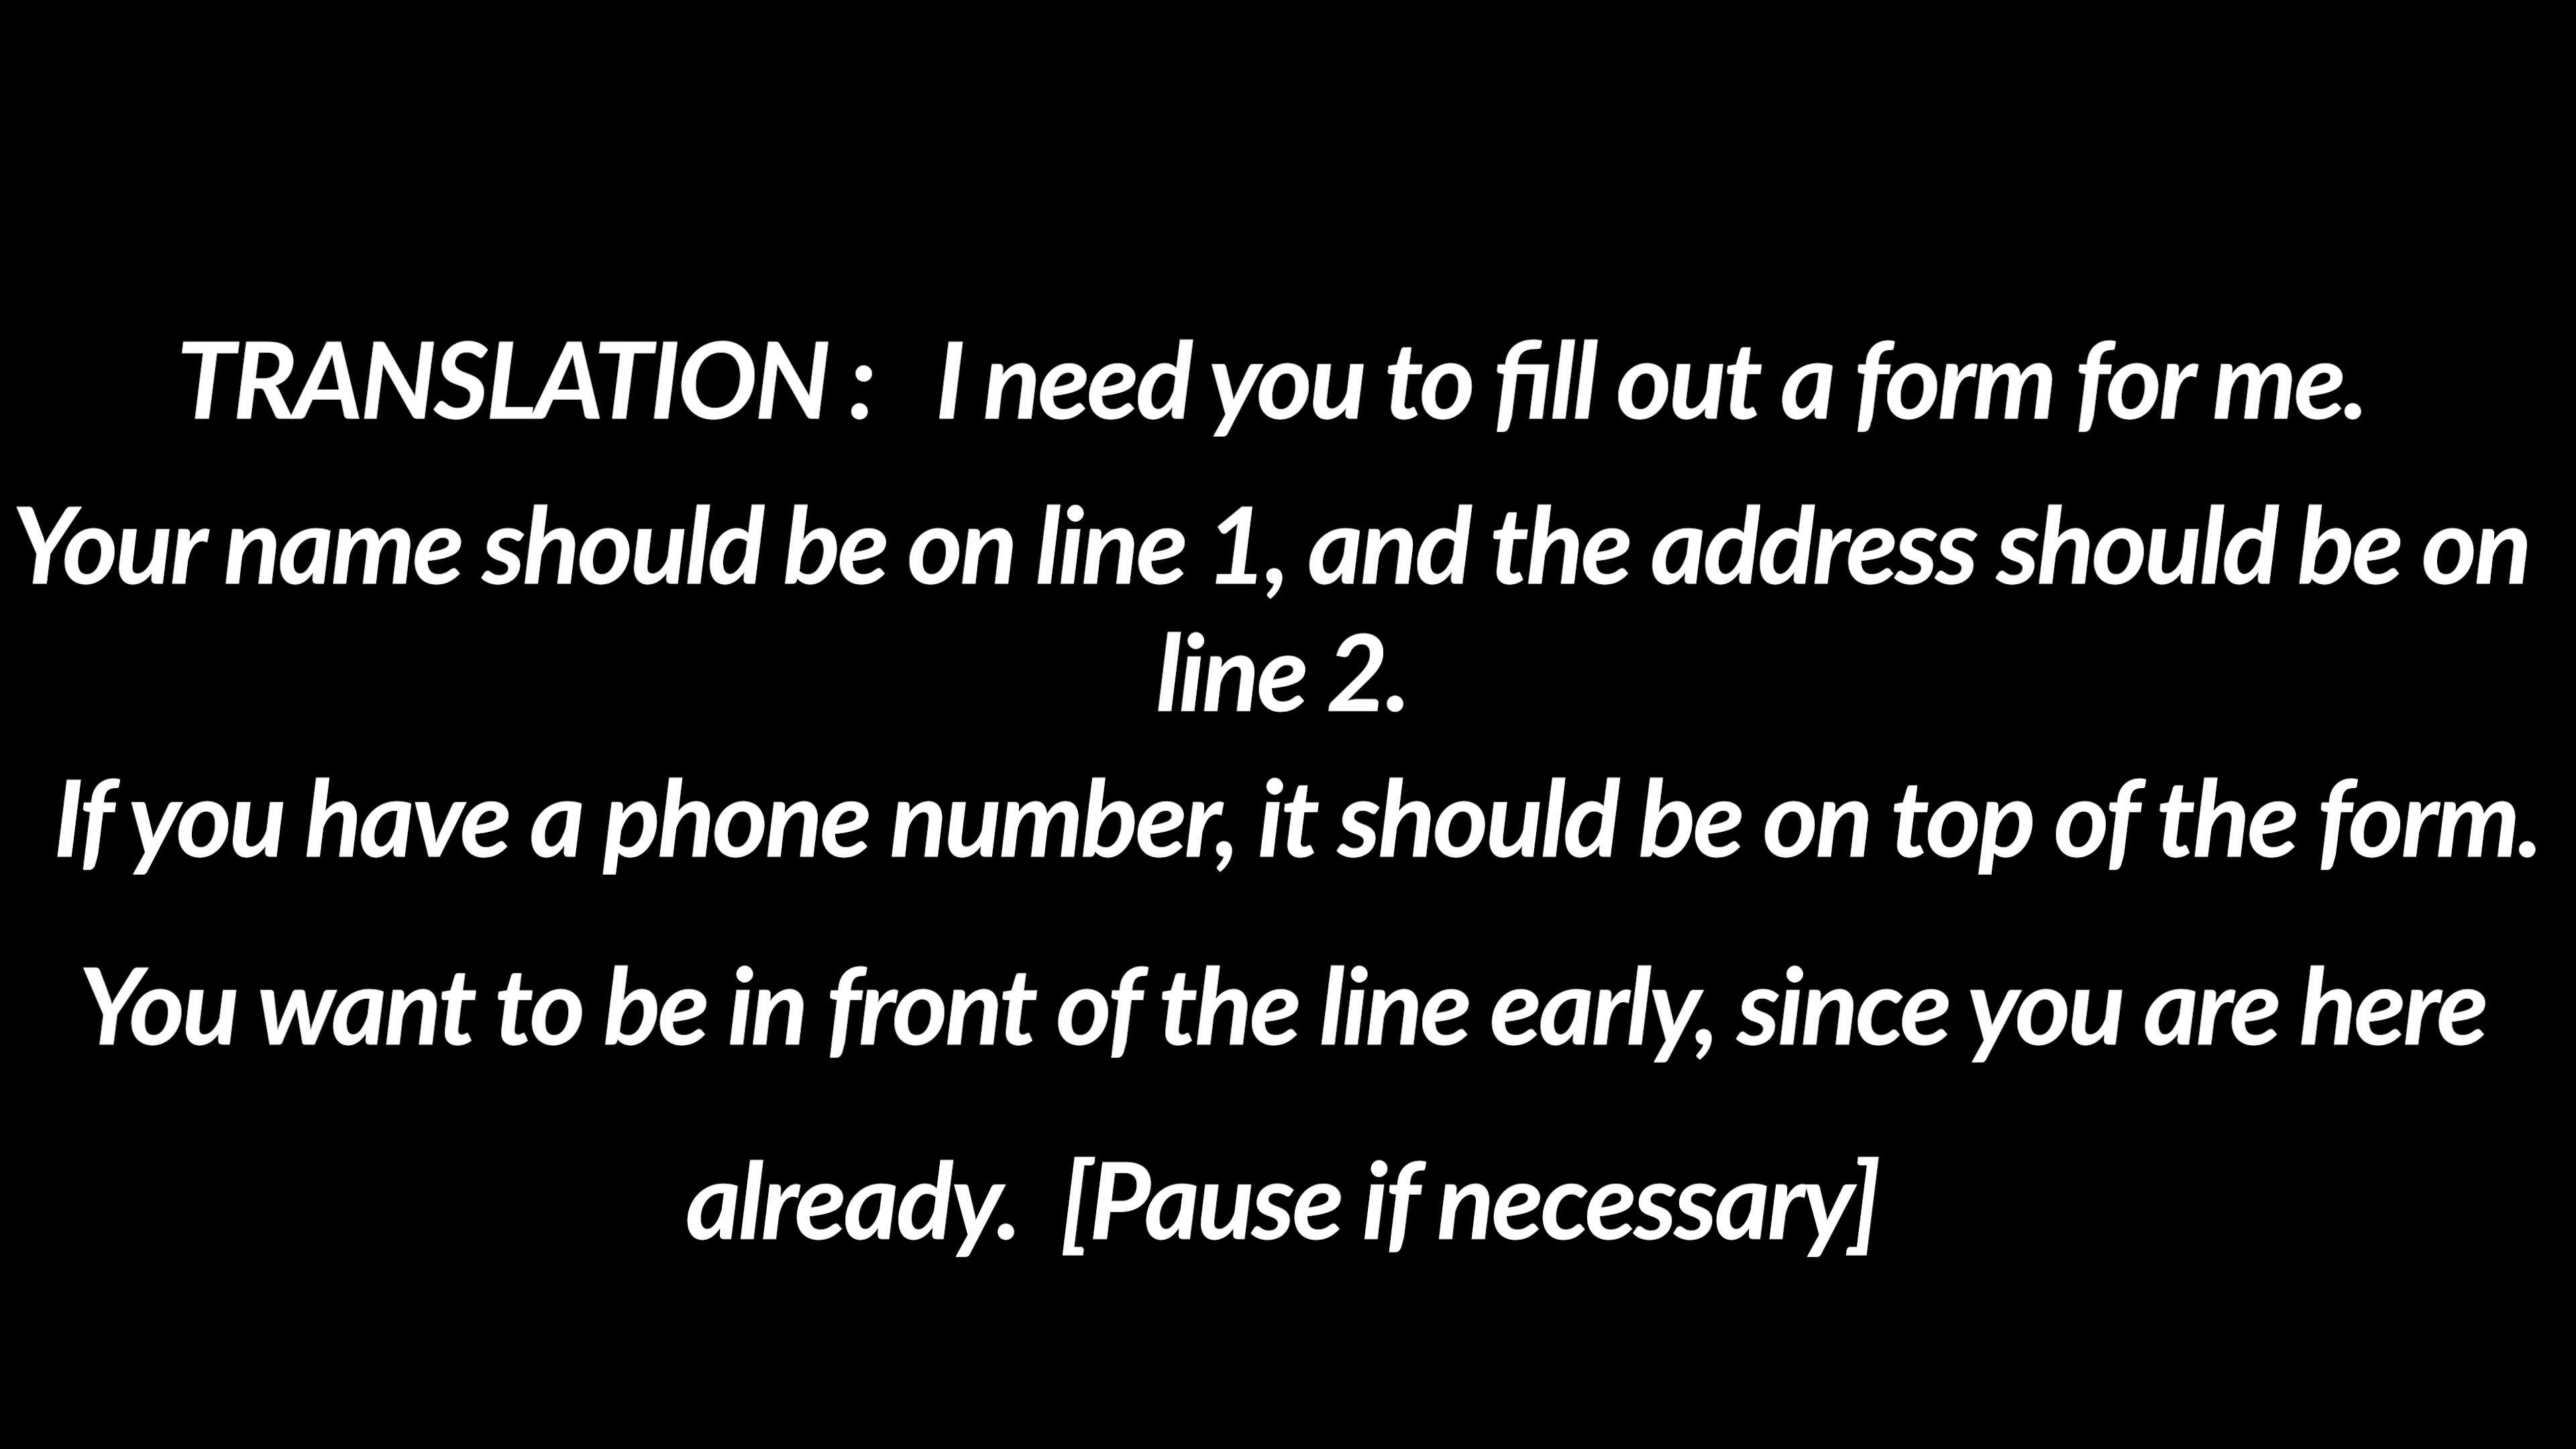 TRANSLATION :   I need you to fill out a form for me.
Your name should be on line 1, and the address should be on
line 2.
If you have a phone number, it should be on top of the form.
You want to be in front of the line early, since you are here
already.  [Pause if necessary]